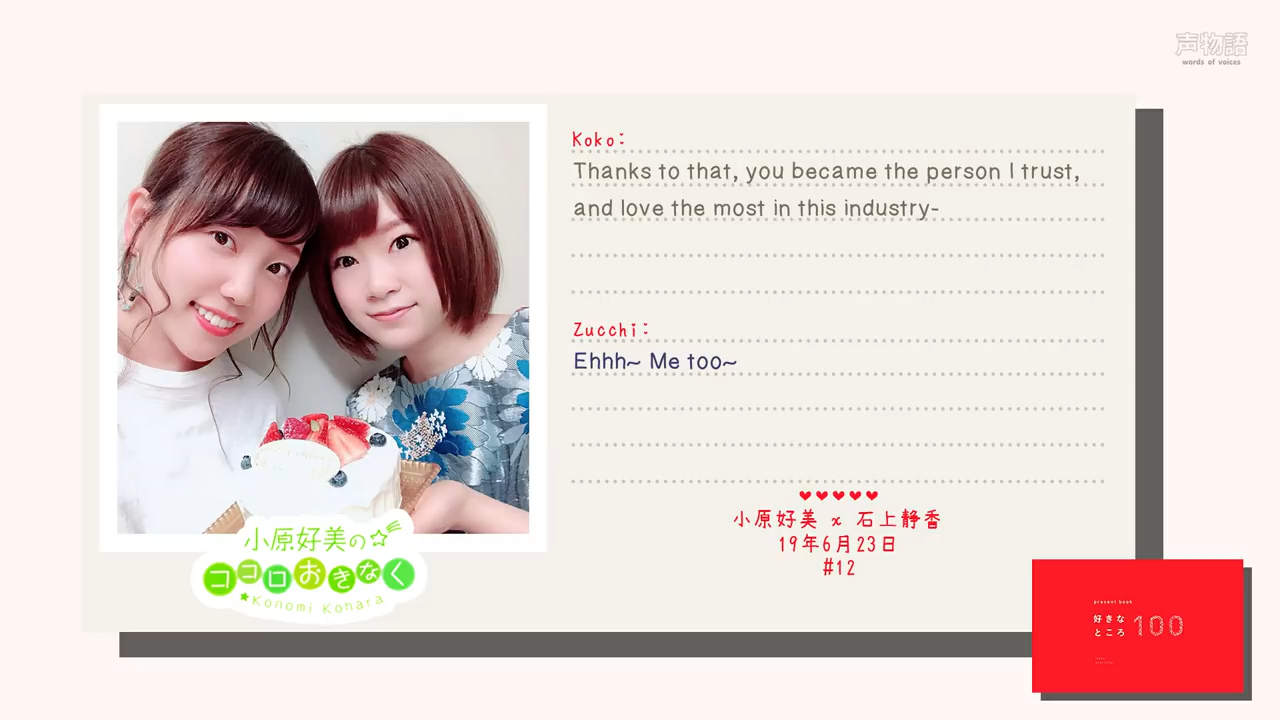 声物語
words of voices
Koko:
Thanks to that, you became the person I trust,
and love the most in this industry-
Zucchi:
Ehhh~ Me too~
♥♥♥♥♥
小原好美 x 石上静香
19年6月23日
#12
小原好美の☆
ココロおきなく
★Konomi Kohara
present book
好きな
ところ 100